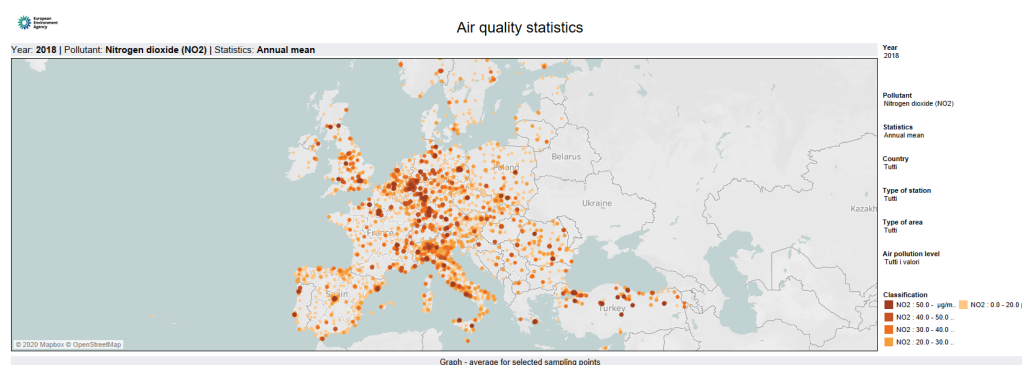 European
Environment
Agency
Air quality statistics
Year: 2018 | Pollutant: Nitrogen dioxide (NO2) | Statistics: Annual mean
Year
2018
Pollutant
Nitrogen dioxide (NO2)
Statistics
Annual mean
Country
Tutti
Type of station
Tutti
Type of area
Tutti
Air pollution level
Tutti i valori
Classification
NO2 : 50.0 - µg/m.. NO2 : 0.0 - 20.0
NO2 : 40.0 - 50.0 ..
NO2 : 30.0 - 40.0 ..
NO2 : 20.0 - 30.0 ..
Belarus
Poland
Ukraine
Kazakh
France
Spain
Turkey
© 2020 Mapbox © OpenStreetMap
Graph - average for selected sampling points